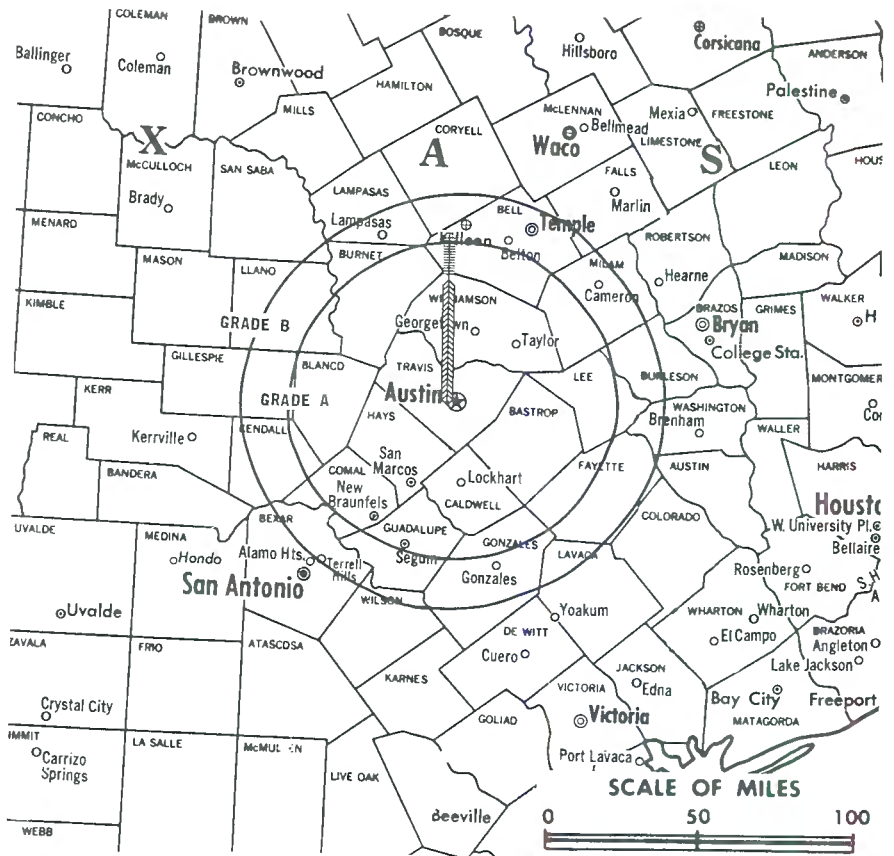 COLEMAN
BROWN
BOSQUE
Hillsboro
Corsicana
ANDERSON
Ballinger
Coleman
Brownwood
HAMILTON
Palestine
MILLS
McLENNAN
Mexia
FREESTONE
CONCHO
X
CORYELL
Bellmead
A
Waco
LIMESTONE
S
McCULLOCH
SAN SABA
FALLS
LEON
HOUS
LAMPASAS
Brady
Marlin
BELL
Lampasas
Temple
MENARD
Killeen
ROBERTSON
BURNET
Belton
MASON
MILAM
MADISON
LLANO
Hearne
Cameron
KIMBLE
WILLIAMSON
WALKER
BRAZOS
GRIMES
GRADE B
Georgetown
Bryan
H
Taylor
College Sta.
GILLESPIE
BLANCO
TRAVIS
LEE
BURLESON
MONTGOMER
KERR
Austin
GRADE A
BASTROP
WASHINGTON
HAYS
Brenham
WALLER
REAL
Kerrville
KENDALL
San
Marcos
COMAL
Lockhart
FAYETTE
AUSTIN
HARRIS
BANDERA
New
Braunfels
CALDWELL
Housto
BEXAR
COLORADO
UVALDE
MEDINA
GUADALUPE
W. University Pl.
GONZALES
LAVACA
Bellaire
Hondo
Alamo Hts.
Terrell
Hills
Seguin
Gonzales
Rosenberg
San Antonio
FORT BEND
WILSON
Uvalde
Yoakum
WHARTON
Wharton
DE WITT
El Campo
BRAZORIA
ZAVALA
FRIO
ATASCOSA
Angleton
Cuero
Lake Jackson
KARNES
JACKSON
Edna
VICTORIA
Crystal City
Bay City
Freeport
GOLIAD
Victoria
MATAGORDA
IMMIT
LA SALLE
McMULLEN
Carrizo
Springs
Port Lavaca
LIVE OAK
SCALE OF MILES
Beeville
0
50
100
WEBB